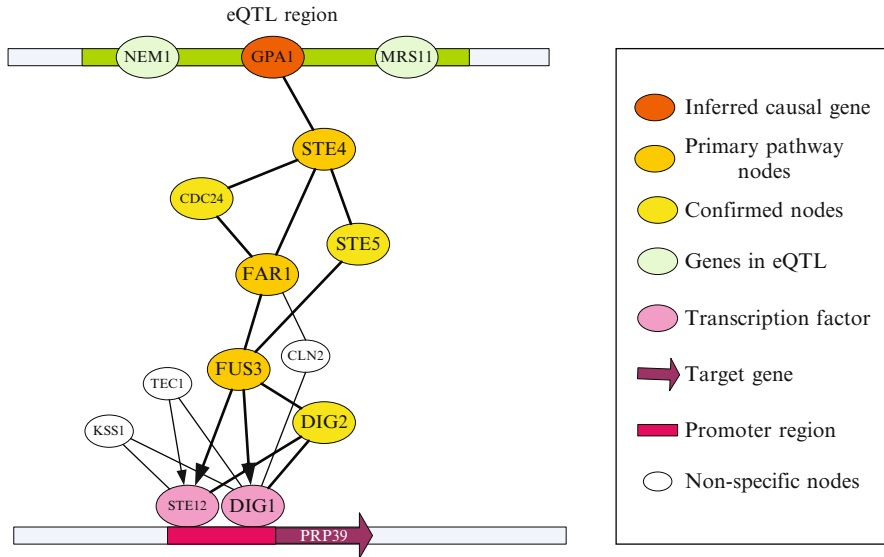 eQTL region
NEM1
GPA1
MRS11
STE4
CDC24
STE5
FAR1
CLN2
FUS3
TEC1
DIG2
KSS1
STE12
DIG1
PRP39
Inferred causal gene
Primary pathway
nodes
Confirmed nodes
Genes in eQTL
Transcription factor
Target gene
Promoter region
Non-specific nodes